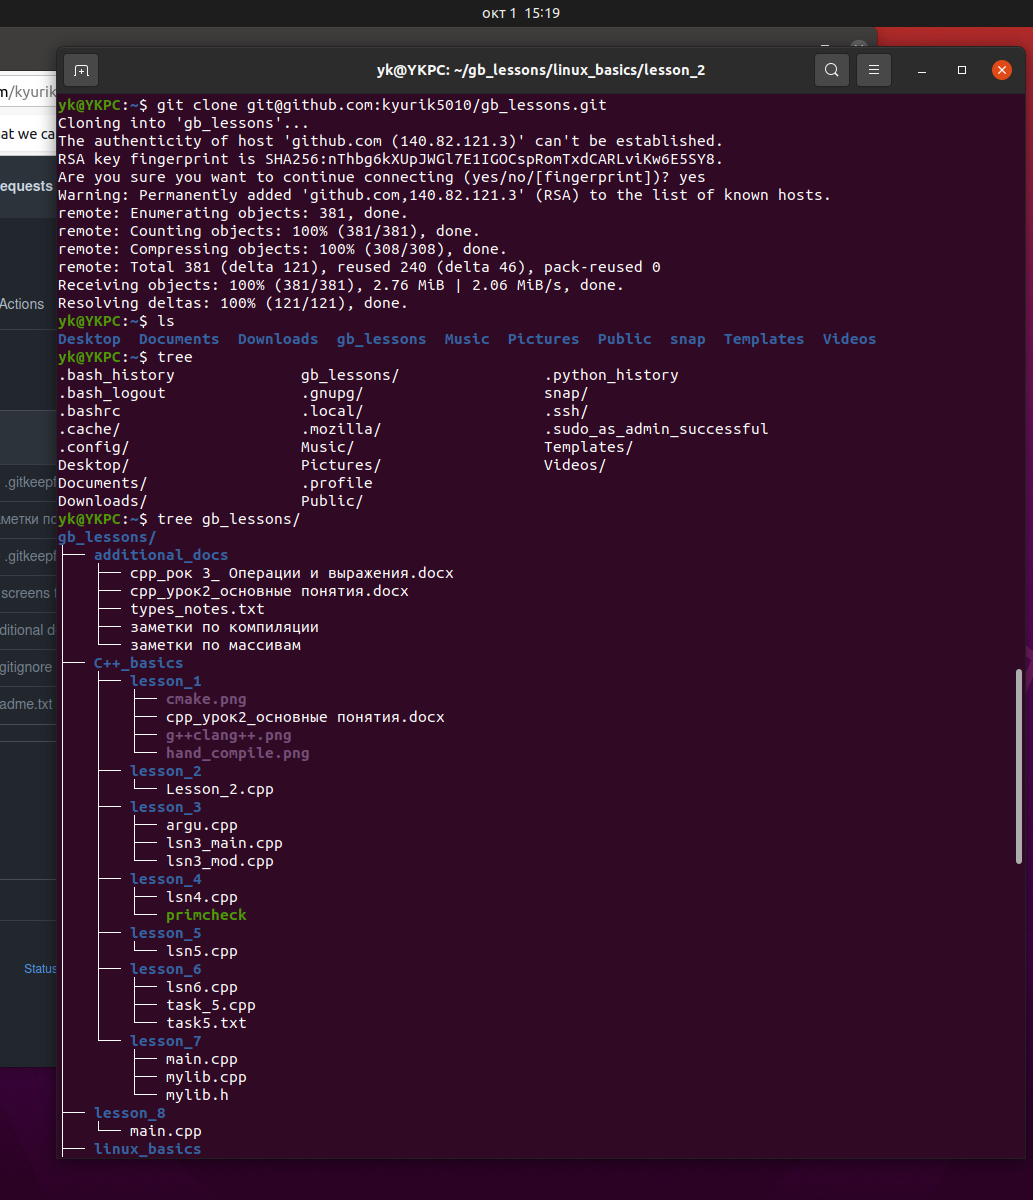 окт 1  15:19
yk@YKPC: ~/gb_lessons/linux_basics/lesson_2
m/kyurik
at we ca
equests
Actions
.gitkeepf
метки по
.gitkeepf
screens f
ditional d
gitignore
adme.txt
Status
yk@YKPC:~$ git clone git@github.com:kyurik5010/gb_lessons.git
Cloning into 'gb_lessons'...
The authenticity of host 'github.com (140.82.121.3)' can't be established.
RSA key fingerprint is SHA256:nThbg6kXUpJWGl7E1IGOCspRomTxdCARLviKw6E5SY8.
Are you sure you want to continue connecting (yes/no/[fingerprint])? yes
Warning: Permanently added 'github.com,140.82.121.3' (RSA) to the list of known hosts.
remote: Enumerating objects: 381, done.
remote: Counting objects: 100% (381/381), done.
remote: Compressing objects: 100% (308/308), done.
remote: Total 381 (delta 121), reused 240 (delta 46), pack-reused 0
Receiving objects: 100% (381/381), 2.76 MiB | 2.06 MiB/s, done.
Resolving deltas: 100% (121/121), done.
yk@YKPC:~$ ls
Desktop  Documents  Downloads  gb_lessons  Music  Pictures  Public  snap  Templates  Videos
yk@YKPC:~$ tree
.bash_history              gb_lessons/                .python_history
.bash_logout               .gnupg/                    snap/
.bashrc                    .local/                    .ssh/
.cache/                    .mozilla/                  .sudo_as_admin_successful
.config/                   Music/                     Templates/
Desktop/                   Pictures/                  Videos/
Documents/                 .profile
Downloads/                 Public/
yk@YKPC:~$ tree gb_lessons/
gb_lessons/
├── additional_docs
│   ├── cpp_рок 3_ Операции и выражения.docx
│   ├── cpp_урок2_основные понятия.docx
│   ├── types_notes.txt
│   ├── заметки по компиляции
│   └── заметки по массивам
├── C++_basics
│   ├── lesson_1
│   │   ├── cmake.png
│   │   ├── cpp_урок2_основные понятия.docx
│   │   ├── g++clang++.png
│   │   └── hand_compile.png
│   ├── lesson_2
│   │   └── Lesson_2.cpp
│   ├── lesson_3
│   │   ├── argu.cpp
│   │   ├── lsn3_main.cpp
│   │   └── lsn3_mod.cpp
│   ├── lesson_4
│   │   ├── lsn4.cpp
│   │   └── primcheck
│   ├── lesson_5
│   │   └── lsn5.cpp
│   ├── lesson_6
│   │   ├── lsn6.cpp
│   │   ├── task_5.cpp
│   │   └── task5.txt
│   └── lesson_7
│       ├── main.cpp
│       ├── mylib.cpp
│       └── mylib.h
├── lesson_8
│   └── main.cpp
├── linux_basics